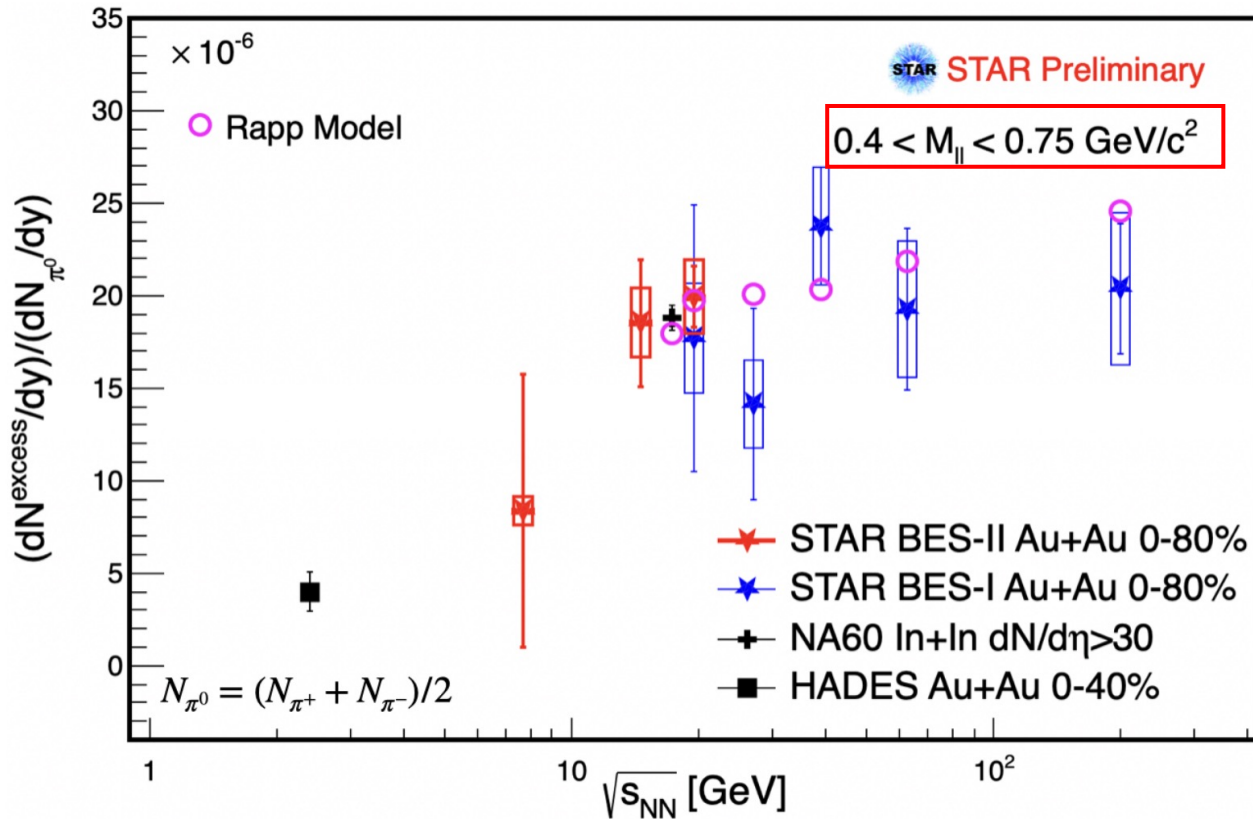 35
× 10⁻⁶
STAR STAR Preliminary
30
Rapp Model
0.4 < M_ll < 0.75 GeV/c²
25
20
15
10
5
0
(dN^excess/dy)/(dN_π⁰/dy)
STAR BES-II Au+Au 0-80%
STAR BES-I Au+Au 0-80%
NA60 In+In dN/dη>30
HADES Au+Au 0-40%
N_π⁰ = (N_π⁺ + N_π⁻)/2
1
10
10²
√s_NN [GeV]